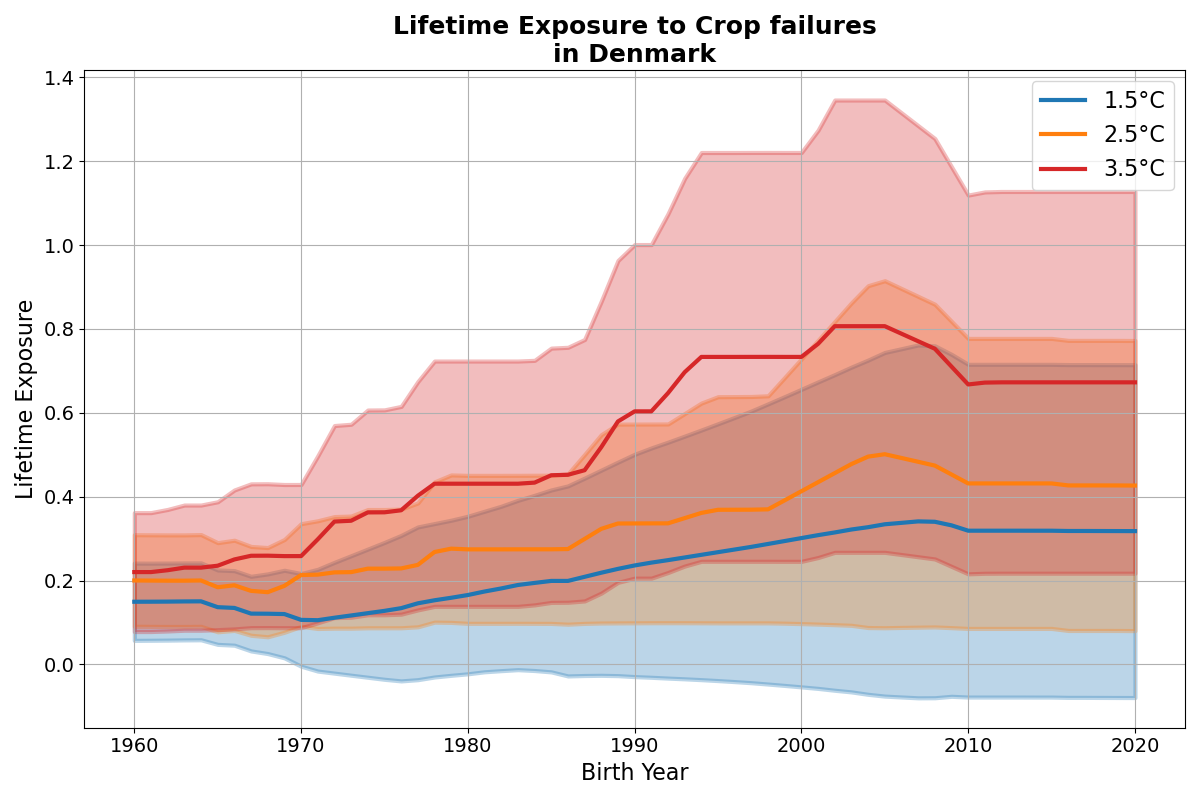 Lifetime Exposure to Crop failures
in Denmark
1.5°C
2.5°C
3.5°C
Lifetime Exposure
1.4
1.2
1.0
0.8
0.6
0.4
0.2
0.0
1960 1970 1980 1990 2000 2010 2020
Birth Year